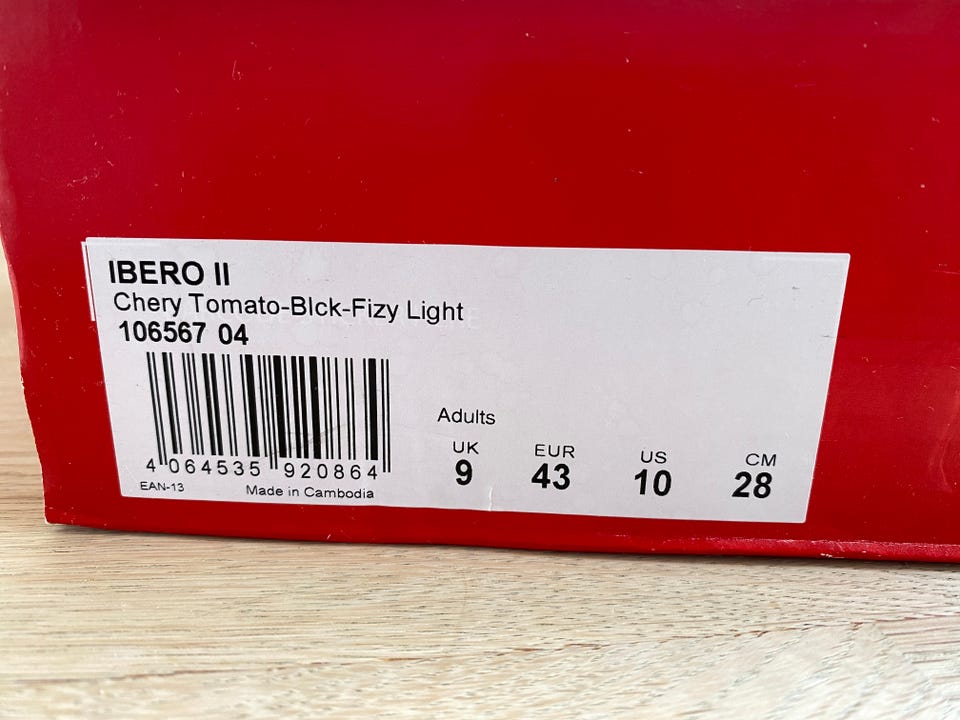 IBERO II
Chery Tomato-Blck-Fizy Light
106567 04
4 064535 920864
EAN-13
Made in Cambodia
Adults
UK EUR US CM
9 43 10 28